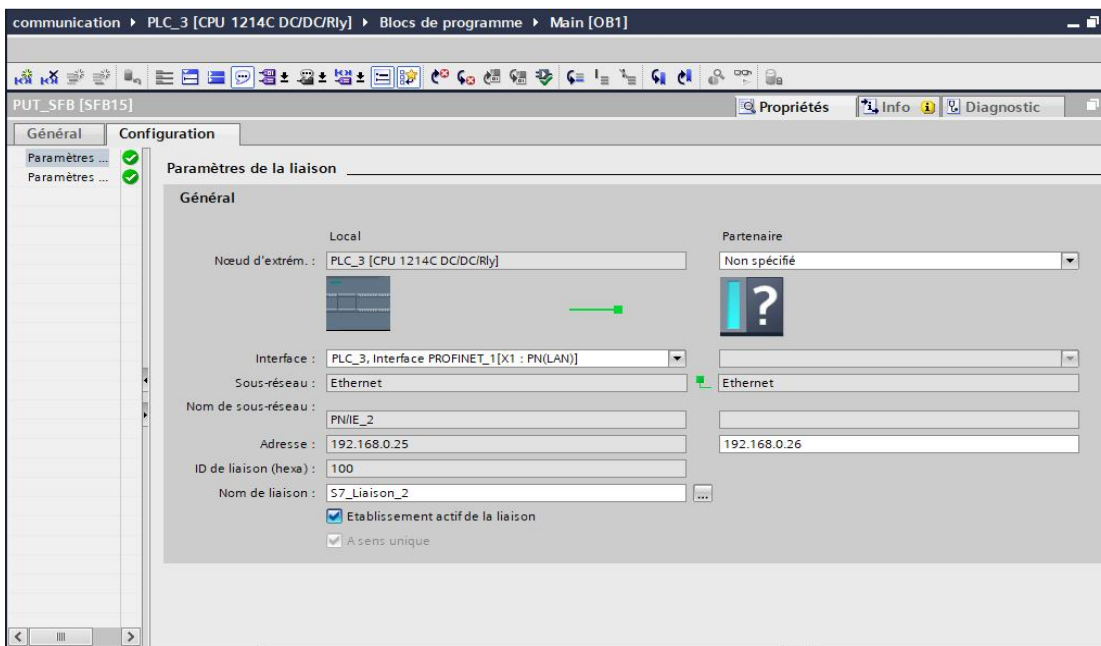 communication ▸ PLC_3 [CPU 1214C DC/DC/Rly] ▸ Blocs de programme ▸ Main [OB1]
PUT_SFB [SFB15]
Propriétés
Info
Diagnostic
Général
Configuration
Paramètres ...
Paramètres ...
Paramètres de la liaison
Général
Local
Partenaire
Nœud d'extrém. :
PLC_3 [CPU 1214C DC/DC/Rly]
Non spécifié
?
Interface :
PLC_3, Interface PROFINET_1[X1 : PN(LAN)]
Sous-réseau :
Ethernet
Ethernet
Nom de sous-réseau :
PN/IE_2
Adresse :
192.168.0.25
192.168.0.26
ID de liaison (hexa) :
100
Nom de liaison :
S7_Liaison_2
...
Etablissement actif de la liaison
A sens unique